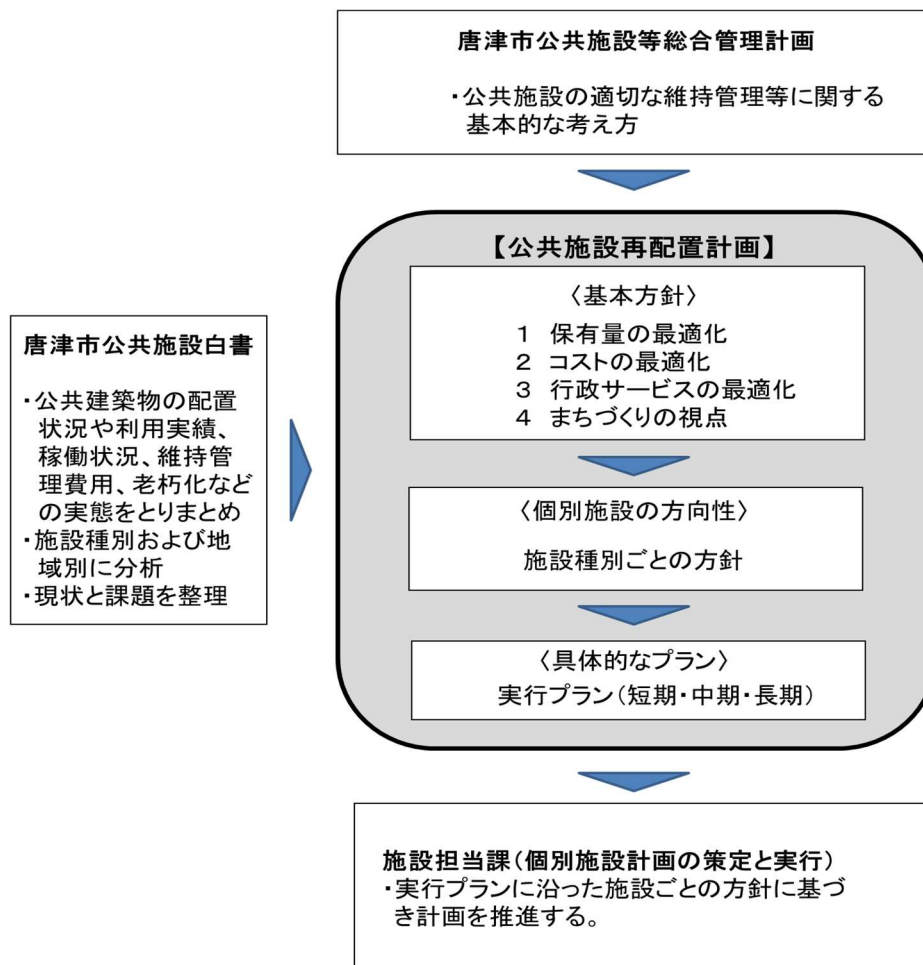 唐津市公共施設等総合管理計画
・公共施設の適切な維持管理等に関する
基本的な考え方
【公共施設再配置計画】
〈基本方針〉
1 保有量の最適化
2 コストの最適化
3 行政サービスの最適化
4 まちづくりの視点
唐津市公共施設白書
・公共建築物の配置
状況や利用実績、
稼働状況、維持管
理費用、老朽化など
の実態をとりまとめ
・施設種別および地
域別に分析
・現状と課題を整理
〈個別施設の方向性〉
施設種別ごとの方針
〈具体的なプラン〉
実行プラン(短期・中期・長期)
施設担当課(個別施設計画の策定と実行)
・実行プランに沿った施設ごとの方針に基づ
き計画を推進する。